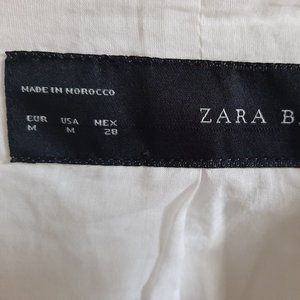 MADE IN MOROCCO
EUR USA MEX
M M 28
ZARA B